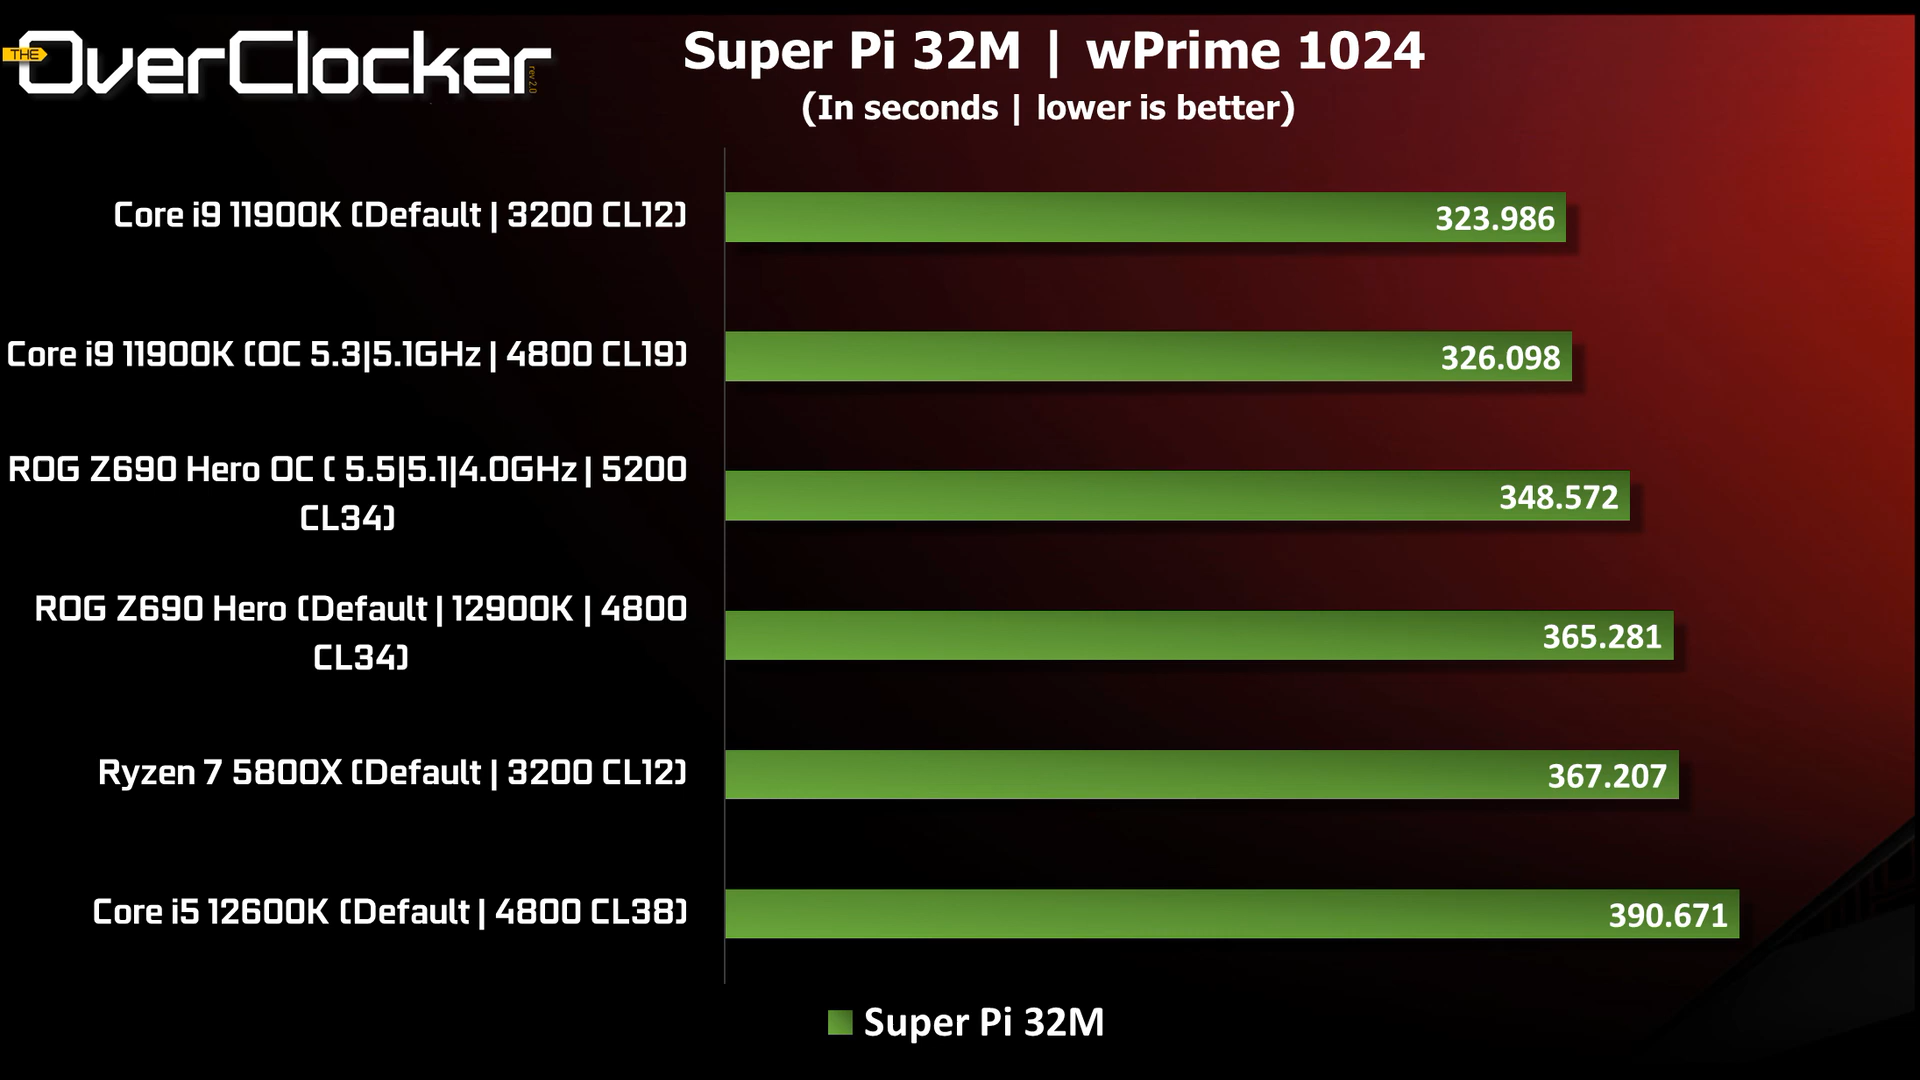 THE OverClocker rev 2.0
Super Pi 32M | wPrime 1024
(In seconds | lower is better)
Core i9 11900K (Default | 3200 CL12)
323.986
Core i9 11900K (OC 5.3|5.1GHz | 4800 CL19)
326.098
ROG Z690 Hero OC ( 5.5|5.1|4.0GHz | 5200
CL34)
348.572
ROG Z690 Hero (Default | 12900K | 4800
CL34)
365.281
Ryzen 7 5800X (Default | 3200 CL12)
367.207
Core i5 12600K (Default | 4800 CL38)
390.671
Super Pi 32M